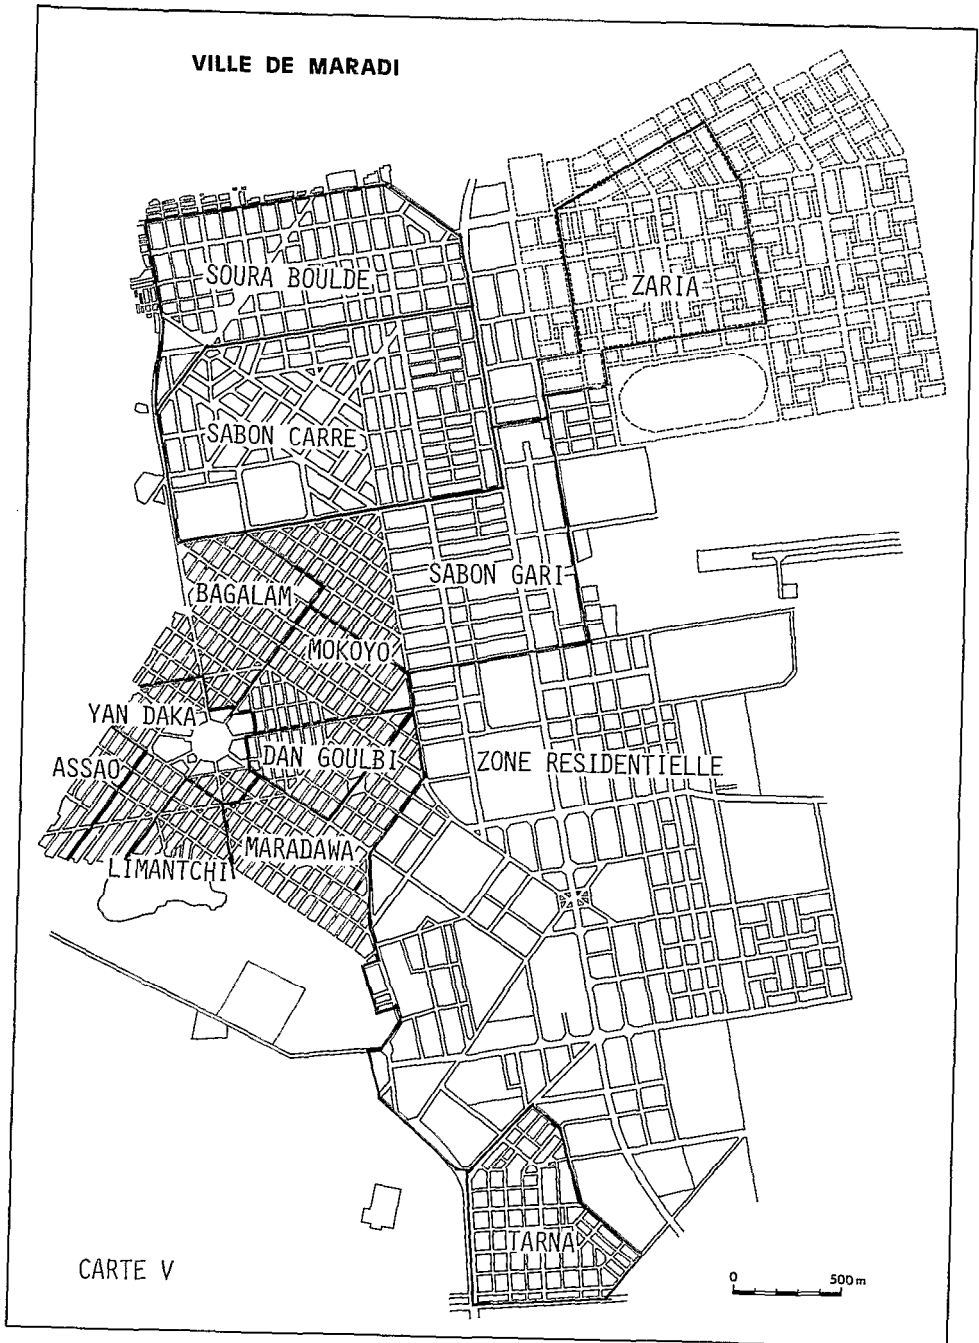 VILLE DE MARADI
SOURA BOULDE
ZARIA
SABON CARRE
SABON GARI
BAGALAM
MOKOYO
YAN DAKA
DAN GOULBI
ZONE RESIDENTIELLE
ASSAO
MARADAWA
LIMANTCHI
TARNA
CARTE V
0 500 m